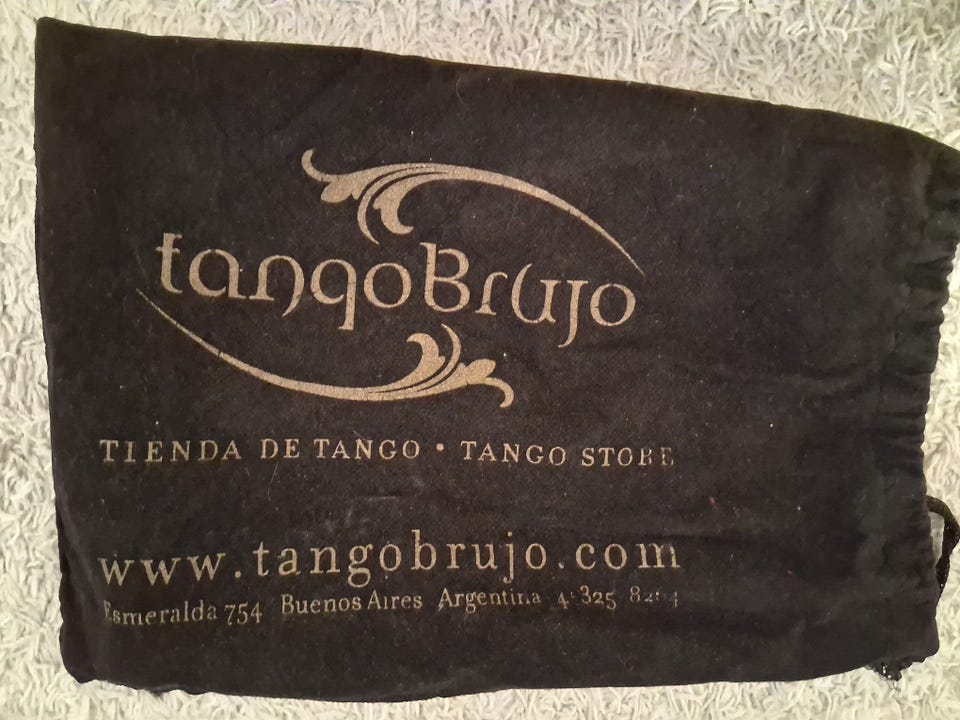 tangoBrujo
TIENDA DE TANGO • TANGO STORE
www.tangobrujo.com
Esmeralda 754 Buenos Aires Argentina